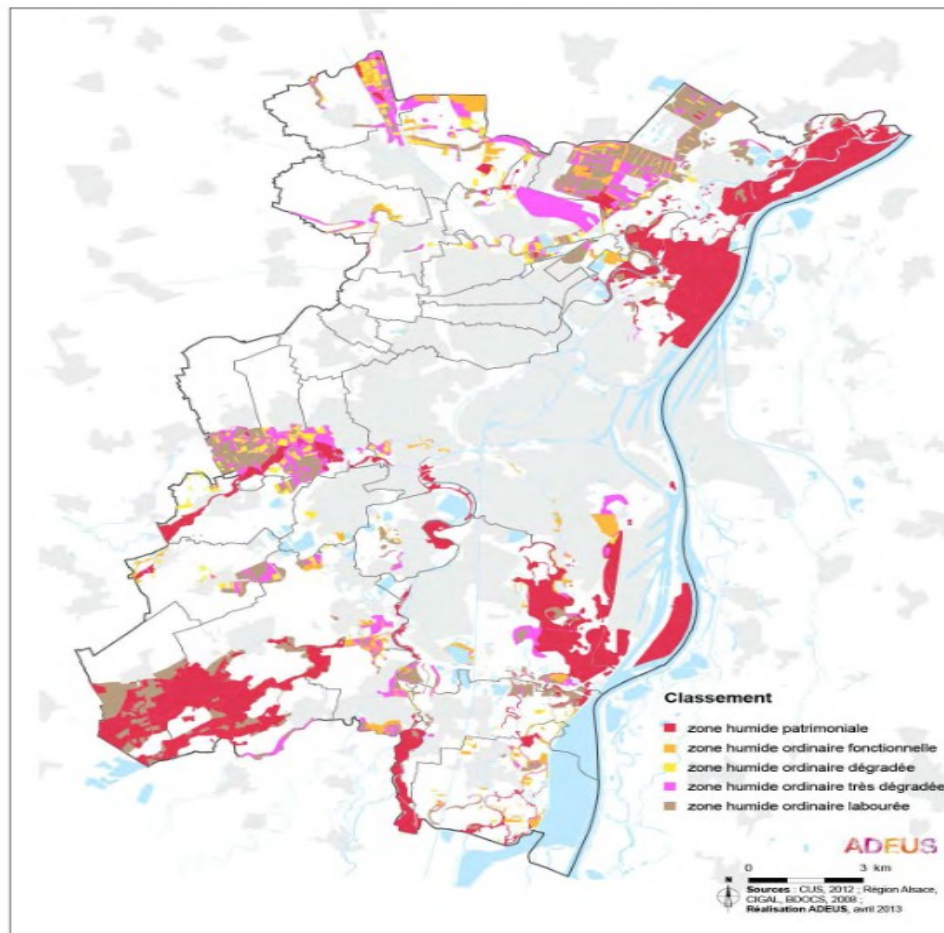 Classement
zone humide patrimoniale
zone humide ordinaire fonctionnelle
zone humide ordinaire dégradée
zone humide ordinaire très dégradée
zone humide ordinaire labourée
ADEUS
0 3 km
N
Sources : CUS, 2012 ; Région Alsace,
CIGAL, BDOCS, 2008 ;
Réalisation ADEUS, avril 2013